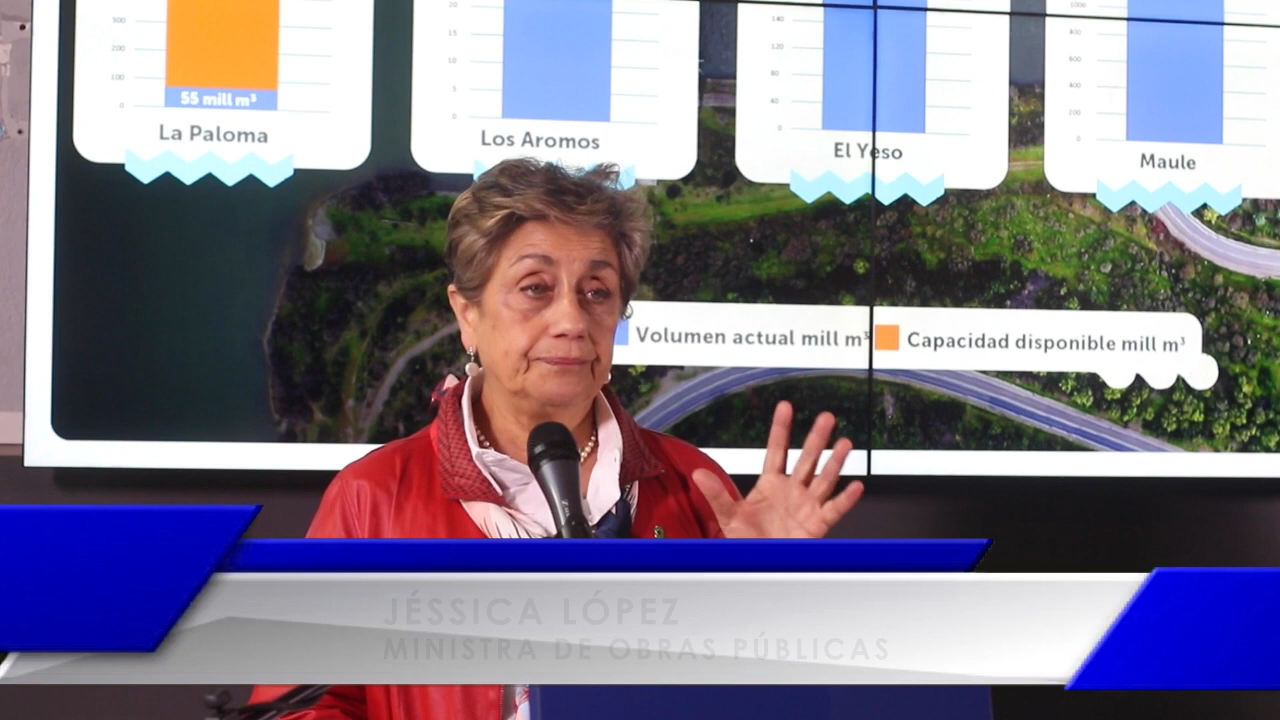 300
200
100
0
55 mill m³
La Paloma
20
15
10
5
0
Los Aromos
140
120
80
40
0
El Yeso
1000
800
600
400
200
0
Maule
Volumen actual mill m³
Capacidad disponible mill m³
JÉSSICA LÓPEZ
MINISTRA DE OBRAS PÚBLICAS